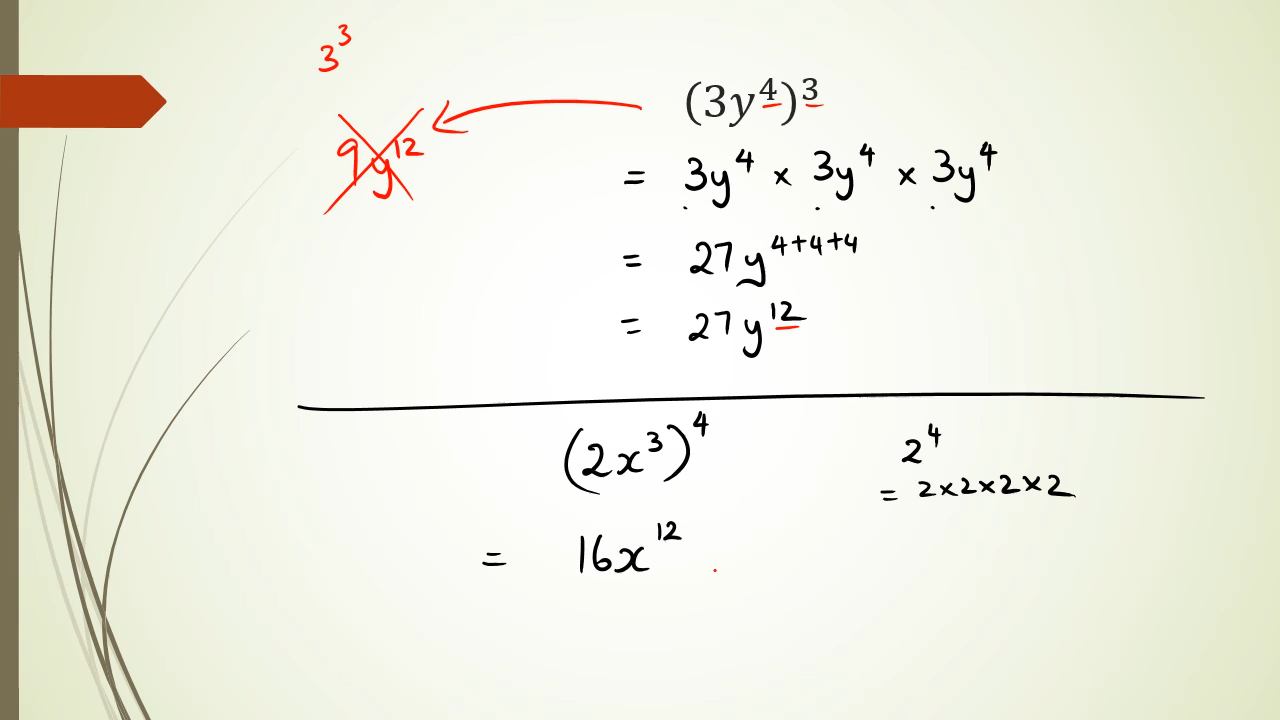 3³
9y¹²
(3y⁴)³
= 3y⁴ × 3y⁴ × 3y⁴
= 27y⁴⁺⁴⁺⁴
= 27y¹²
(2x³)⁴
= 16x¹²
2⁴
= 2×2×2×2